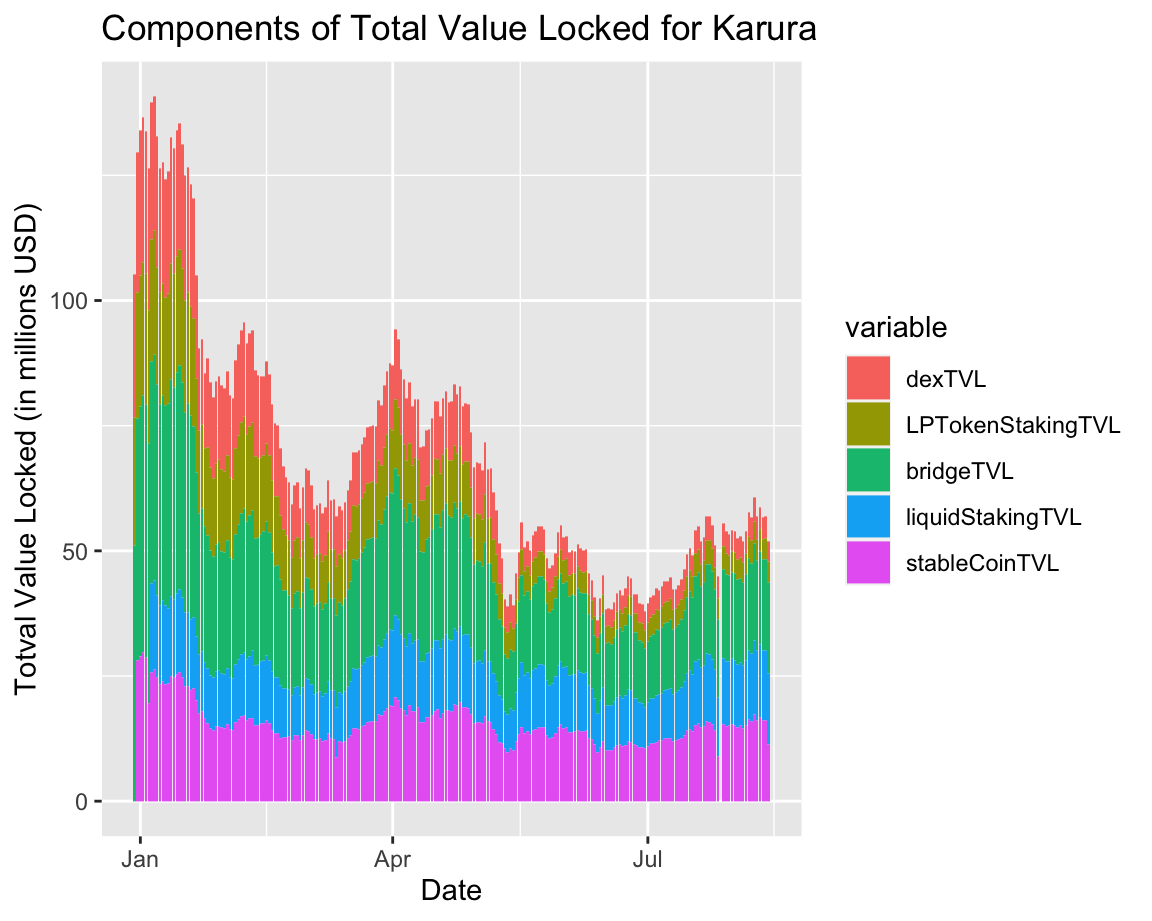 Components of Total Value Locked for Karura
Totval Value Locked (in millions USD)
100
50
0
Jan
Apr
Jul
Date
variable
dexTVL
LPTokenStakingTVL
bridgeTVL
liquidStakingTVL
stableCoinTVL